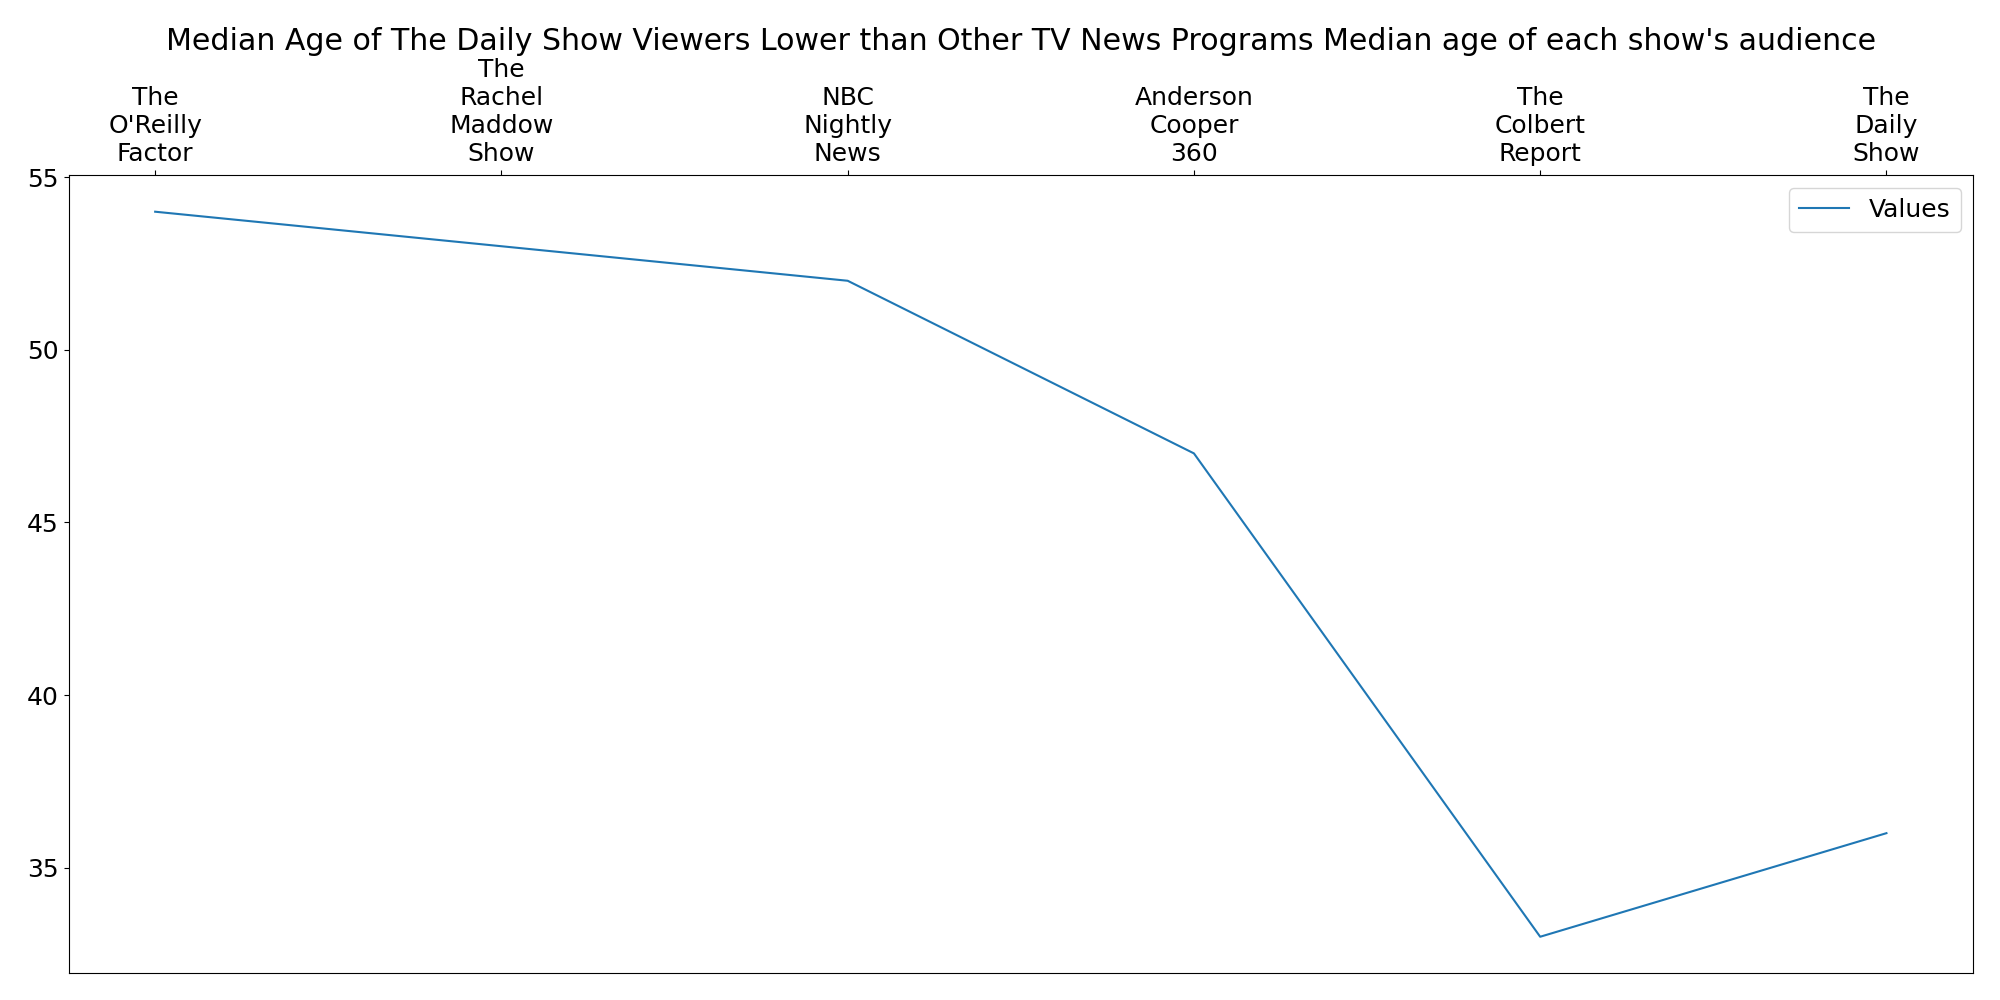 Median Age of The Daily Show Viewers Lower than Other TV News Programs Median age of each show's audience
The
O'Reilly
Factor
The
Rachel
Maddow
Show
NBC
Nightly
News
Anderson
Cooper
360
The
Colbert
Report
The
Daily
Show
Values
55
50
45
40
35